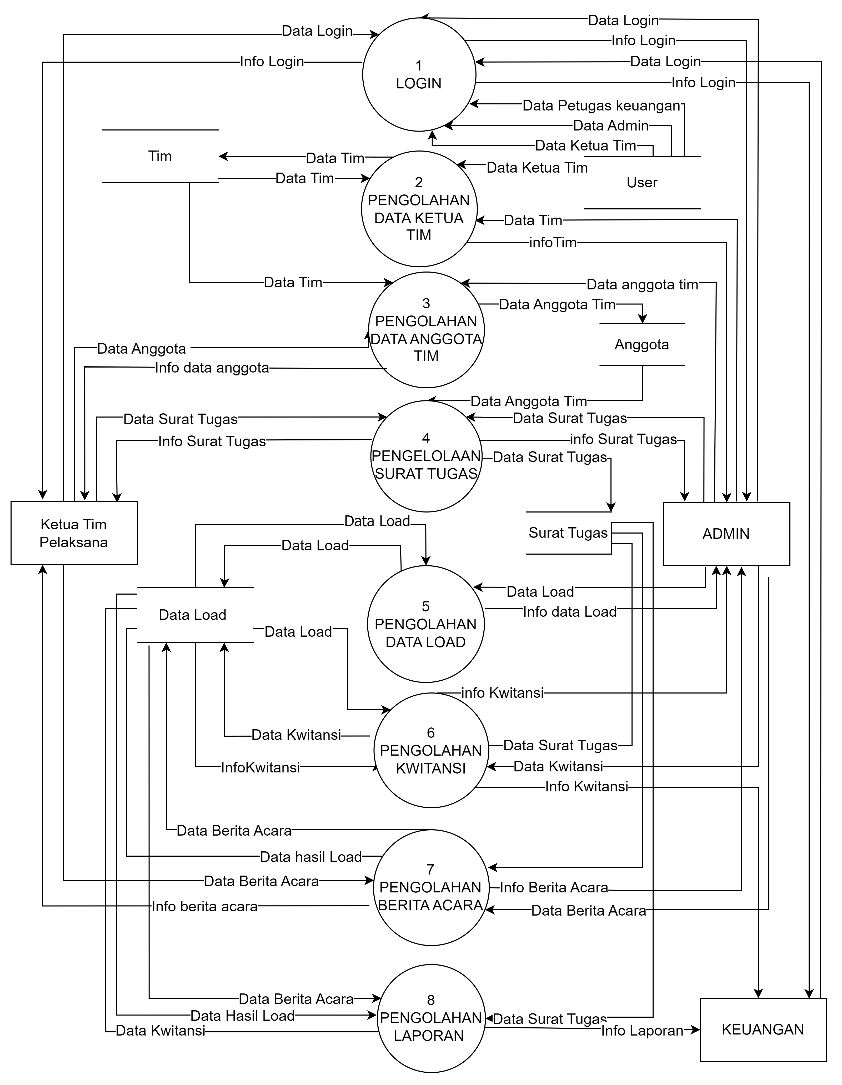 Data Login
Data Login
Info Login
Info Login
Data Login
1
LOGIN
Info Login
Data Petugas keuangan
Data Admin
Data Ketua Tim
Tim
Data Tim
Data Ketua Tim
Data Tim
2
PENGOLAHAN
DATA KETUA
TIM
User
Data Tim
infoTim
Data Tim
Data anggota tim
3
PENGOLAHAN
DATA ANGGOTA
TIM
Data Anggota Tim
Anggota
Data Anggota
Info data anggota
Data Anggota Tim
Data Surat Tugas
Data Surat Tugas
Info Surat Tugas
4
PENGELOLAAN
SURAT TUGAS
info Surat Tugas
Data Surat Tugas
Ketua Tim
Pelaksana
Data Load
Surat Tugas
ADMIN
Data Load
Data Load
5
PENGOLAHAN
DATA LOAD
Info data Load
Data Load
Data Load
info Kwitansi
Data Kwitansi
6
PENGOLAHAN
KWITANSI
Data Surat Tugas
InfoKwitansi
Data Kwitansi
Info Kwitansi
Data Berita Acara
Data hasil Load
7
PENGOLAHAN
BERITA ACARA
Data Berita Acara
Info Berita Acara
Info berita acara
Data Berita Acara
Data Berita Acara
8
PENGOLAHAN
LAPORAN
Data Hasil Load
Data Surat Tugas
Data Kwitansi
Info Laporan
KEUANGAN